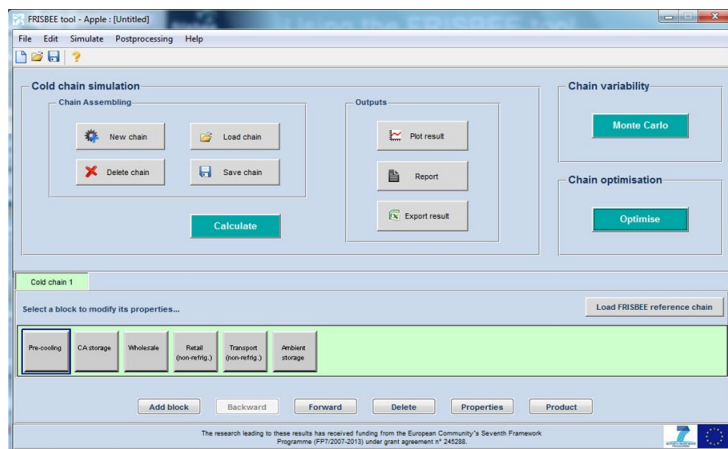 FRISBEE tool - Apple : [Untitled]
File Edit Simulate Postprocessing Help
Cold chain simulation
Chain Assembling
New chain
Load chain
Delete chain
Save chain
Calculate
Outputs
Plot result
Report
Export result
Chain variability
Monte Carlo
Chain optimisation
Optimise
Cold chain 1
Select a block to modify its properties...
Load FRISBEE reference chain
Pre-cooling
CA storage
Wholesale
Retail
(non-refrig.)
Transport
(non-refrig.)
Ambient
storage
Add block
Backward
Forward
Delete
Properties
Product
The research leading to these results has received funding from the European Community's Seventh Framework
Programme (FP7/2007-2013) under grant agreement n° 245288.